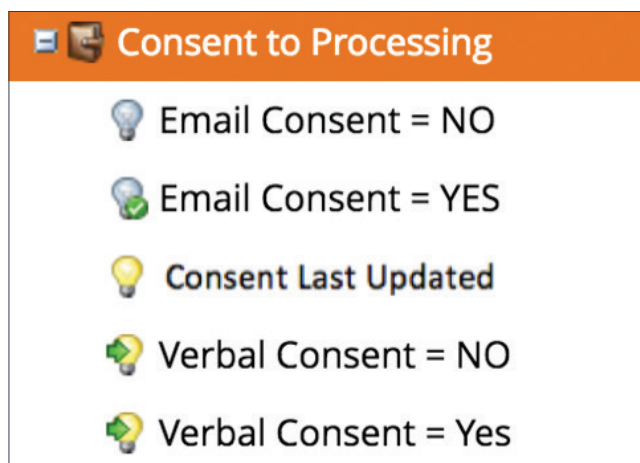 Consent to Processing
Email Consent = NO
Email Consent = YES
Consent Last Updated
Verbal Consent = NO
Verbal Consent = Yes